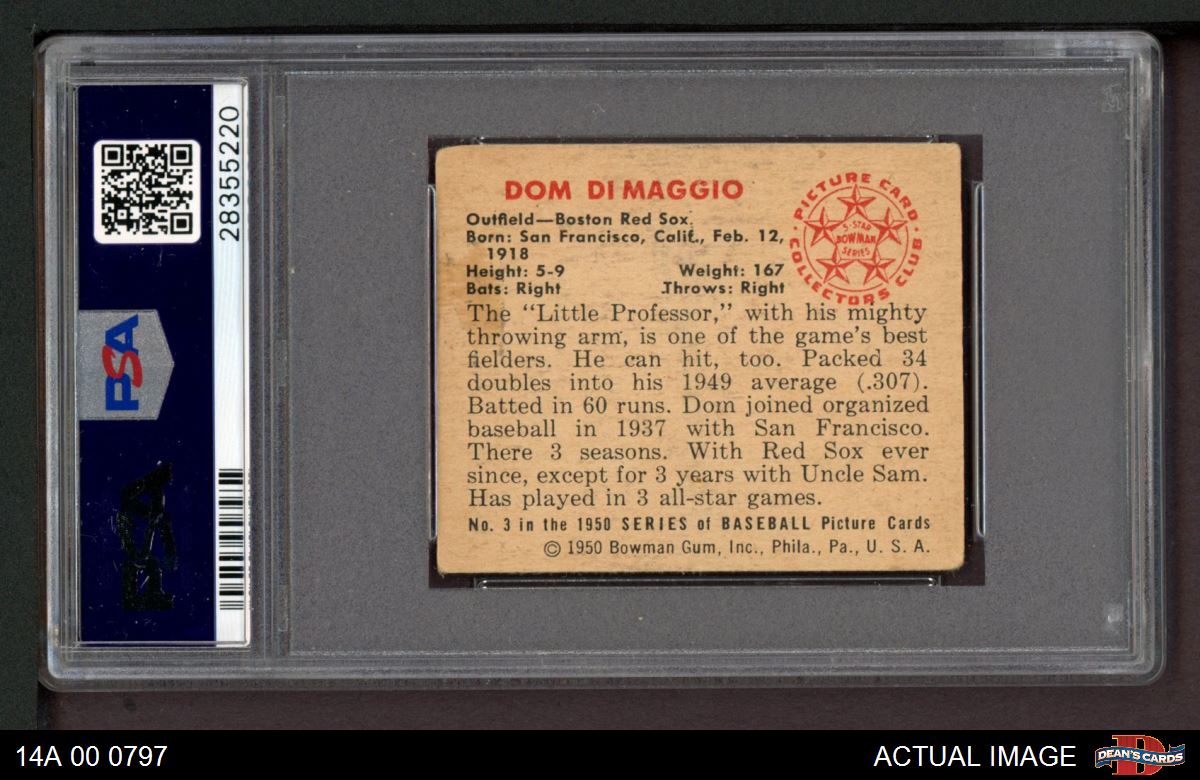 28355220
PSA
PSA
DOM DI MAGGIO
PICTURE CARD
COLLECTORS CLUB
5-STAR
BOWMAN
SERIES
Outfield—Boston Red Sox.
Born: San Francisco, Calif., Feb. 12,
1918
Height: 5-9 Weight: 167
Bats: Right Throws: Right
The "Little Professor," with his mighty
throwing arm, is one of the game's best
fielders. He can hit, too. Packed 34
doubles into his 1949 average (.307).
Batted in 60 runs. Dom joined organized
baseball in 1937 with San Francisco.
There 3 seasons. With Red Sox ever
since, except for 3 years with Uncle Sam.
Has played in 3 all-star games.
No. 3 in the 1950 SERIES of BASEBALL Picture Cards
© 1950 Bowman Gum, Inc., Phila., Pa., U. S. A.
14A 00 0797
ACTUAL IMAGE
D
DEAN'S CARDS